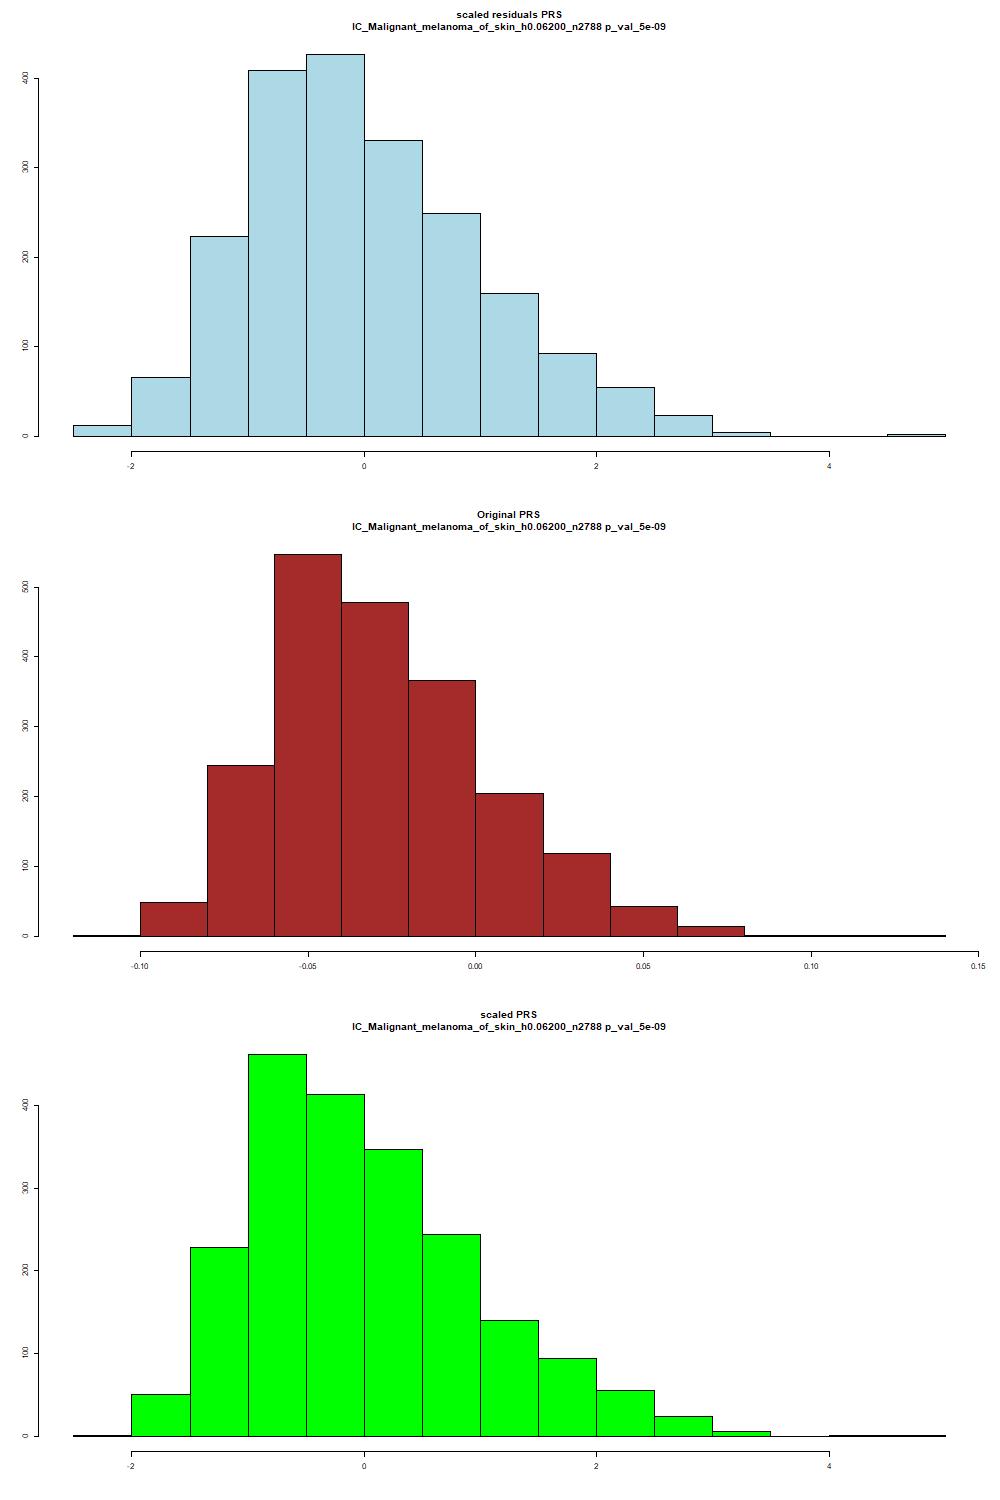 scaled residuals PRS
IC_Malignant_melanoma_of_skin_h0.06200_n2788 p_val_5e-09
400
300
200
100
0
-2 0 2 4
Original PRS
IC_Malignant_melanoma_of_skin_h0.06200_n2788 p_val_5e-09
500
400
300
200
100
0
-0.10 -0.05 0.00 0.05 0.10 0.15
scaled PRS
IC_Malignant_melanoma_of_skin_h0.06200_n2788 p_val_5e-09
400
300
200
100
0
-2 0 2 4